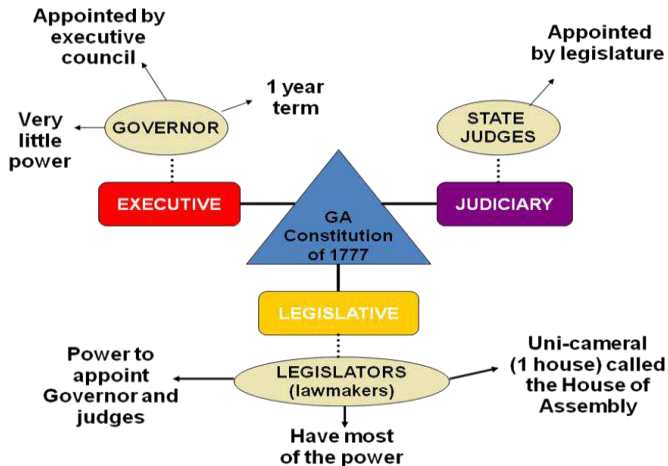 Appointed by
executive
council
1 year
term
Very
little
power
GOVERNOR
Appointed
by legislature
STATE
JUDGES
EXECUTIVE
GA
Constitution
of 1777
JUDICIARY
LEGISLATIVE
Power to
appoint
Governor and
judges
LEGISLATORS
(lawmakers)
Uni-cameral
(1 house) called
the House of
Assembly
Have most
of the power